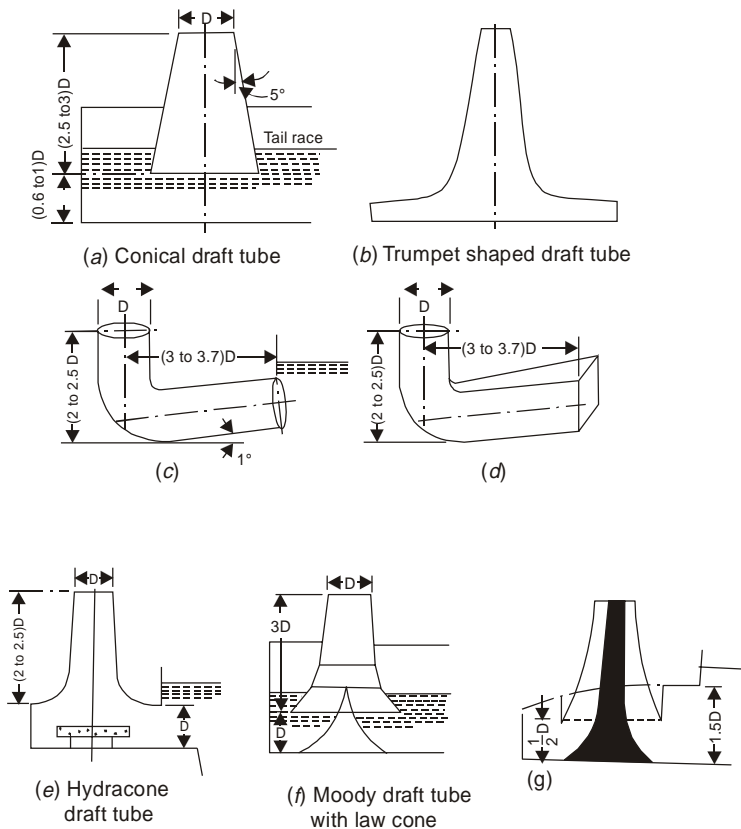 D
(2.5 to3)D
5°
Tail race
(0.6 to1)D
(a) Conical draft tube
(b) Trumpet shaped draft tube
D
(2 to 2.5 D
(3 to 3.7)D
1°
(c)
D
(2 to 2.5)D
(3 to 3.7)D
(d)
D
(2 to 2.5)D
D
(e) Hydracone
draft tube
D
3D
D
(f) Moody draft tube
with law cone
1/2 D
1.5D
(g)